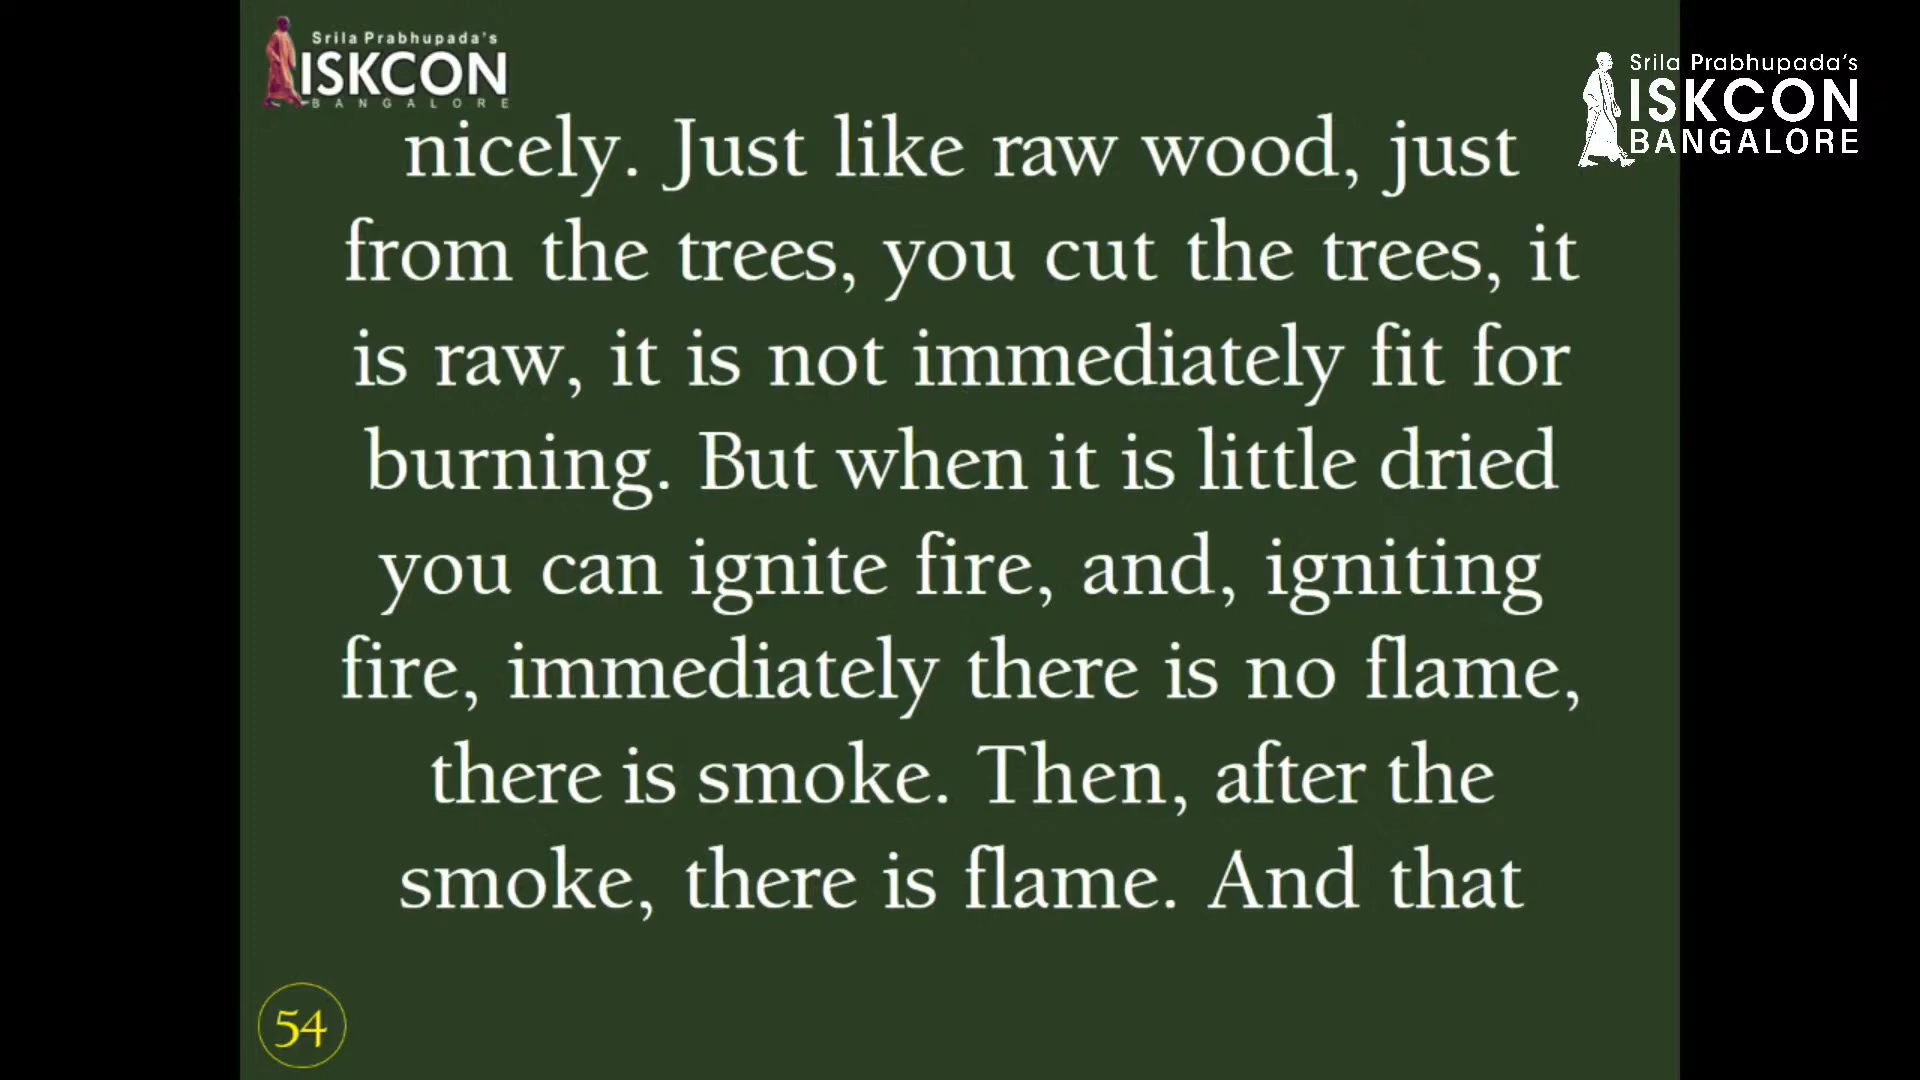 Srila Prabhupada's
ISKCON
BANGALORE
Srila Prabhupada's
ISKCON
BANGALORE
nicely. Just like raw wood, just
from the trees, you cut the trees, it
is raw, it is not immediately fit for
burning. But when it is little dried
you can ignite fire, and, igniting
fire, immediately there is no flame,
there is smoke. Then, after the
smoke, there is flame. And that
54